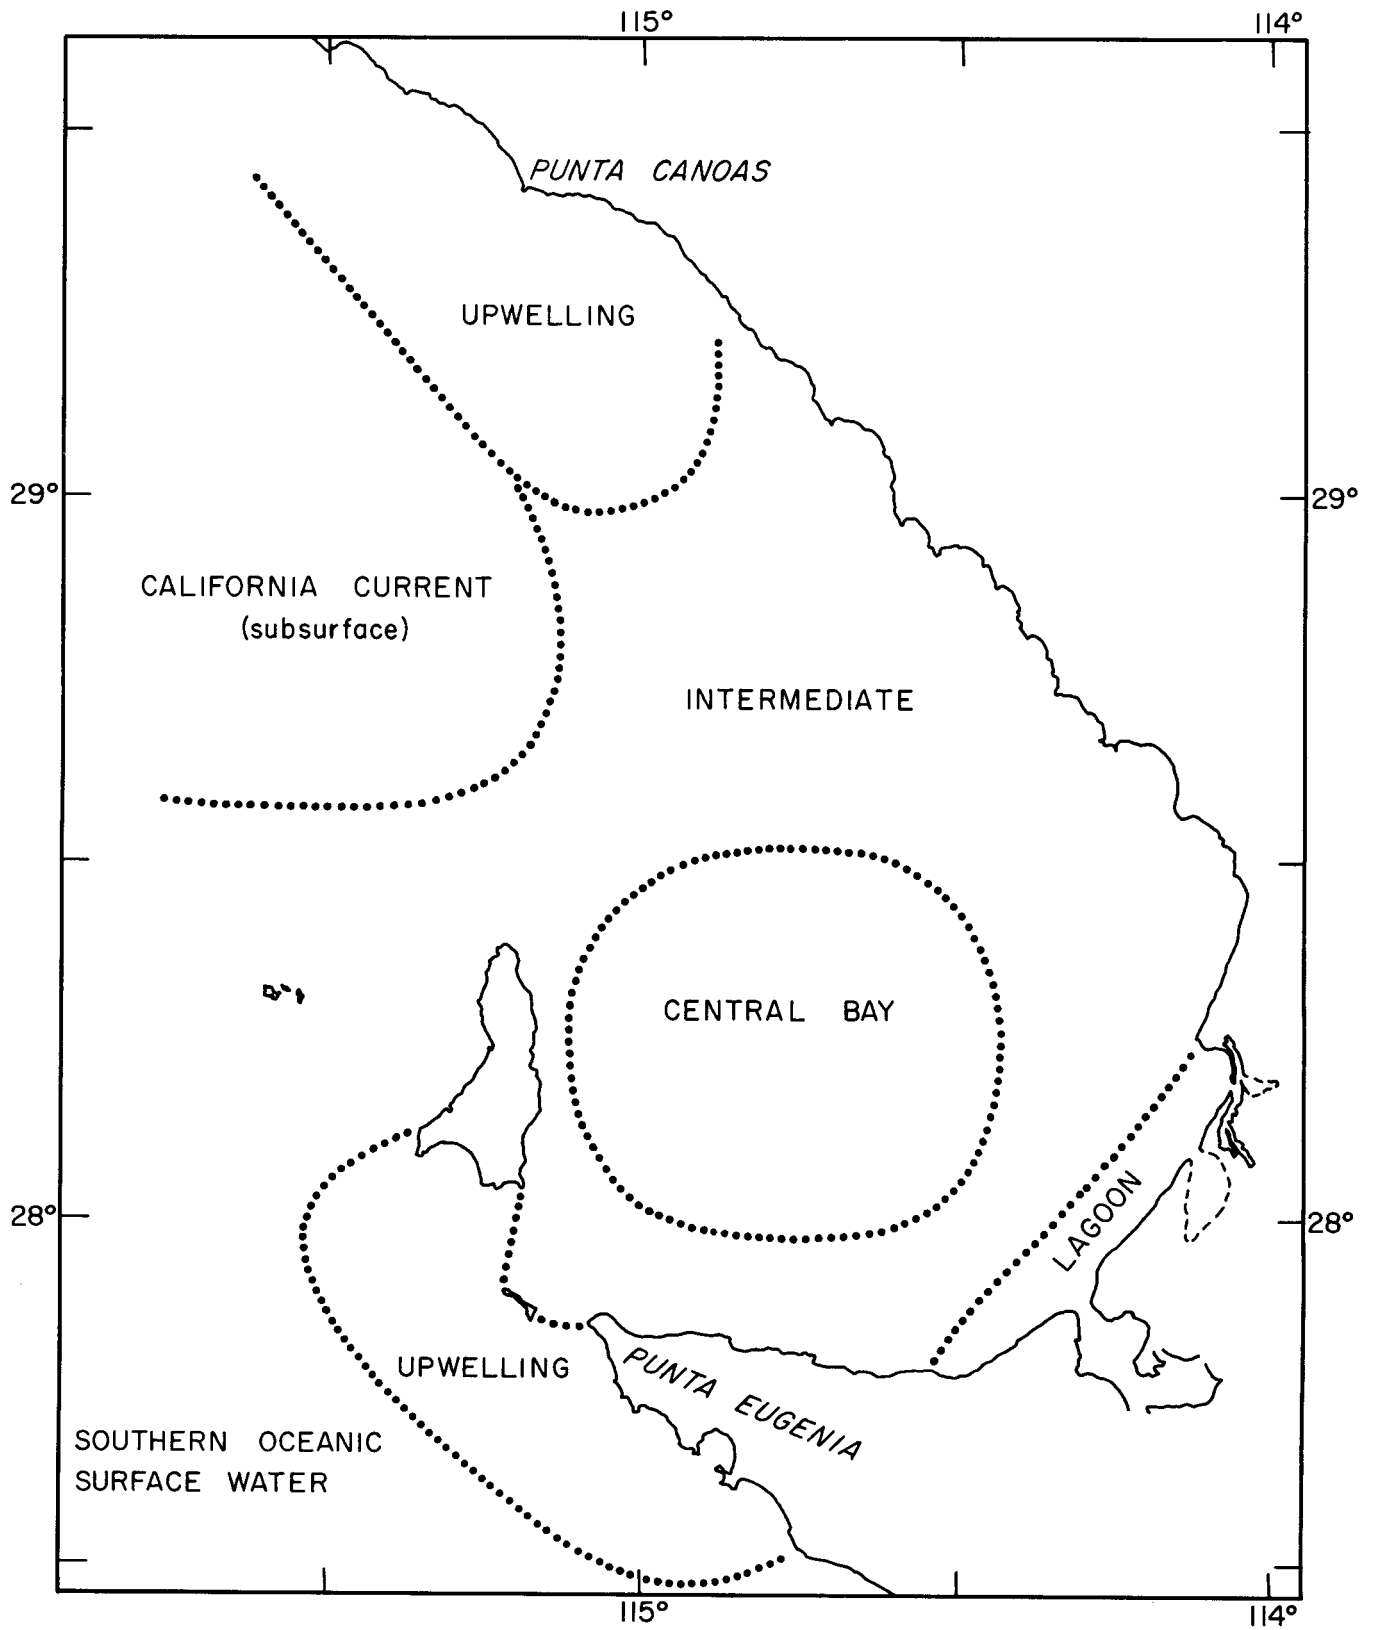 115° 114°
PUNTA CANOAS
UPWELLING
29° 29°
CALIFORNIA CURRENT
(subsurface)
INTERMEDIATE
CENTRAL BAY
LAGOON
28° 28°
UPWELLING
PUNTA EUGENIA
SOUTHERN OCEANIC
SURFACE WATER
115° 114°